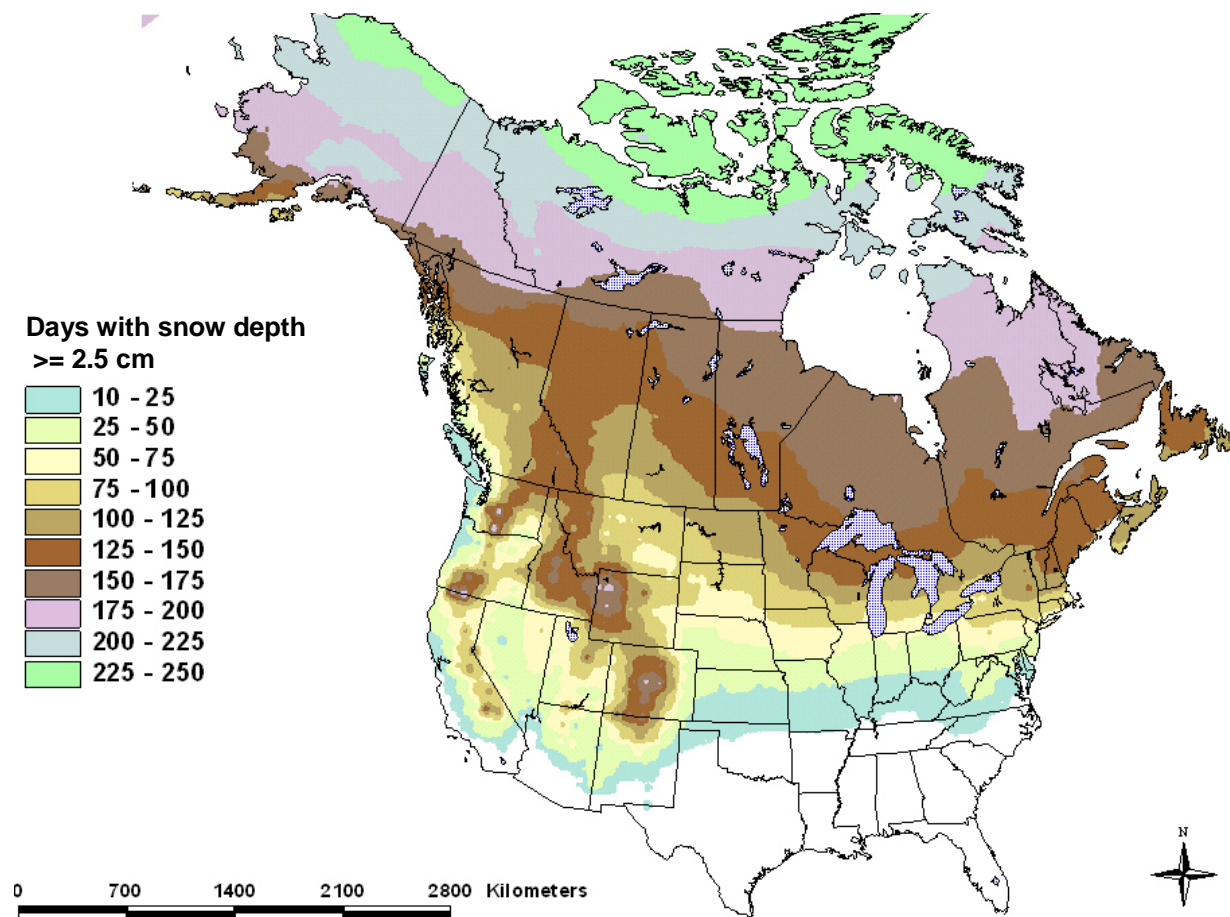 Days with snow depth
>= 2.5 cm
10 - 25
25 - 50
50 - 75
75 - 100
100 - 125
125 - 150
150 - 175
175 - 200
200 - 225
225 - 250
0 700 1400 2100 2800 Kilometers
N